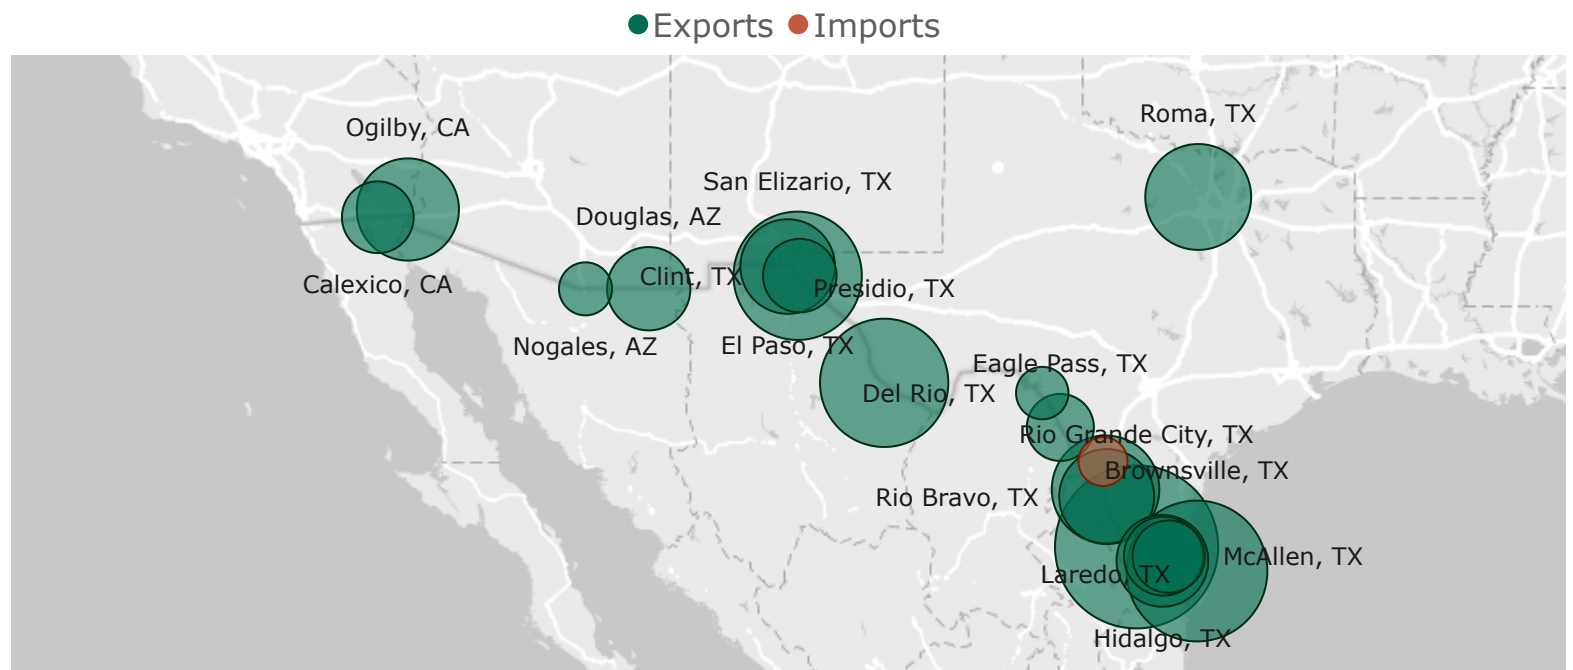 Exports Imports
Roma, TX
Ogilby, CA
San Elizario, TX
Douglas, AZ
Clint, TX
Calexico, CA
Presidio, TX
Nogales, AZ
El Paso, TX
Eagle Pass, TX
Del Rio, TX
Rio Grande City, TX
Brownsville, TX
Rio Bravo, TX
McAllen, TX
Laredo, TX
Hidalgo, TX